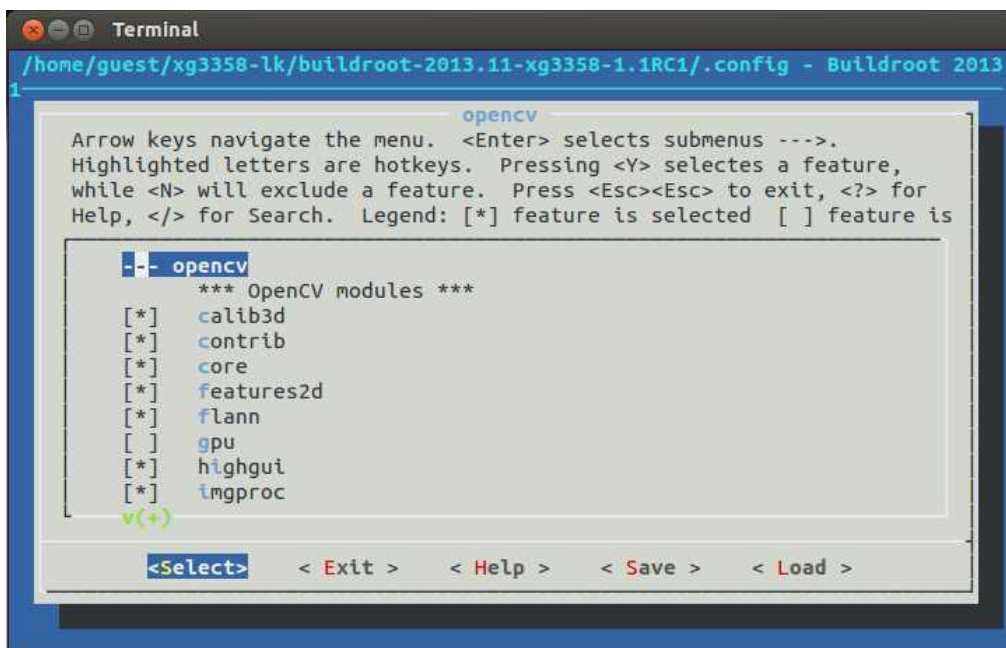 Terminal
/home/guest/xg3358-lk/buildroot-2013.11-xg3358-1.1RC1/.config - Buildroot 2013
1
opencv
Arrow keys navigate the menu.  <Enter> selects submenus --->.
Highlighted letters are hotkeys.  Pressing <Y> selectes a feature,
while <N> will exclude a feature.  Press <Esc><Esc> to exit, <?> for
Help, </> for Search.  Legend: [*] feature is selected  [ ] feature is
--- opencv
*** OpenCV modules ***
[*]   calib3d
[*]   contrib
[*]   core
[*]   features2d
[*]   flann
[ ]   gpu
[*]   highgui
[*]   imgproc
v(+)
<Select>    < Exit >    < Help >    < Save >    < Load >